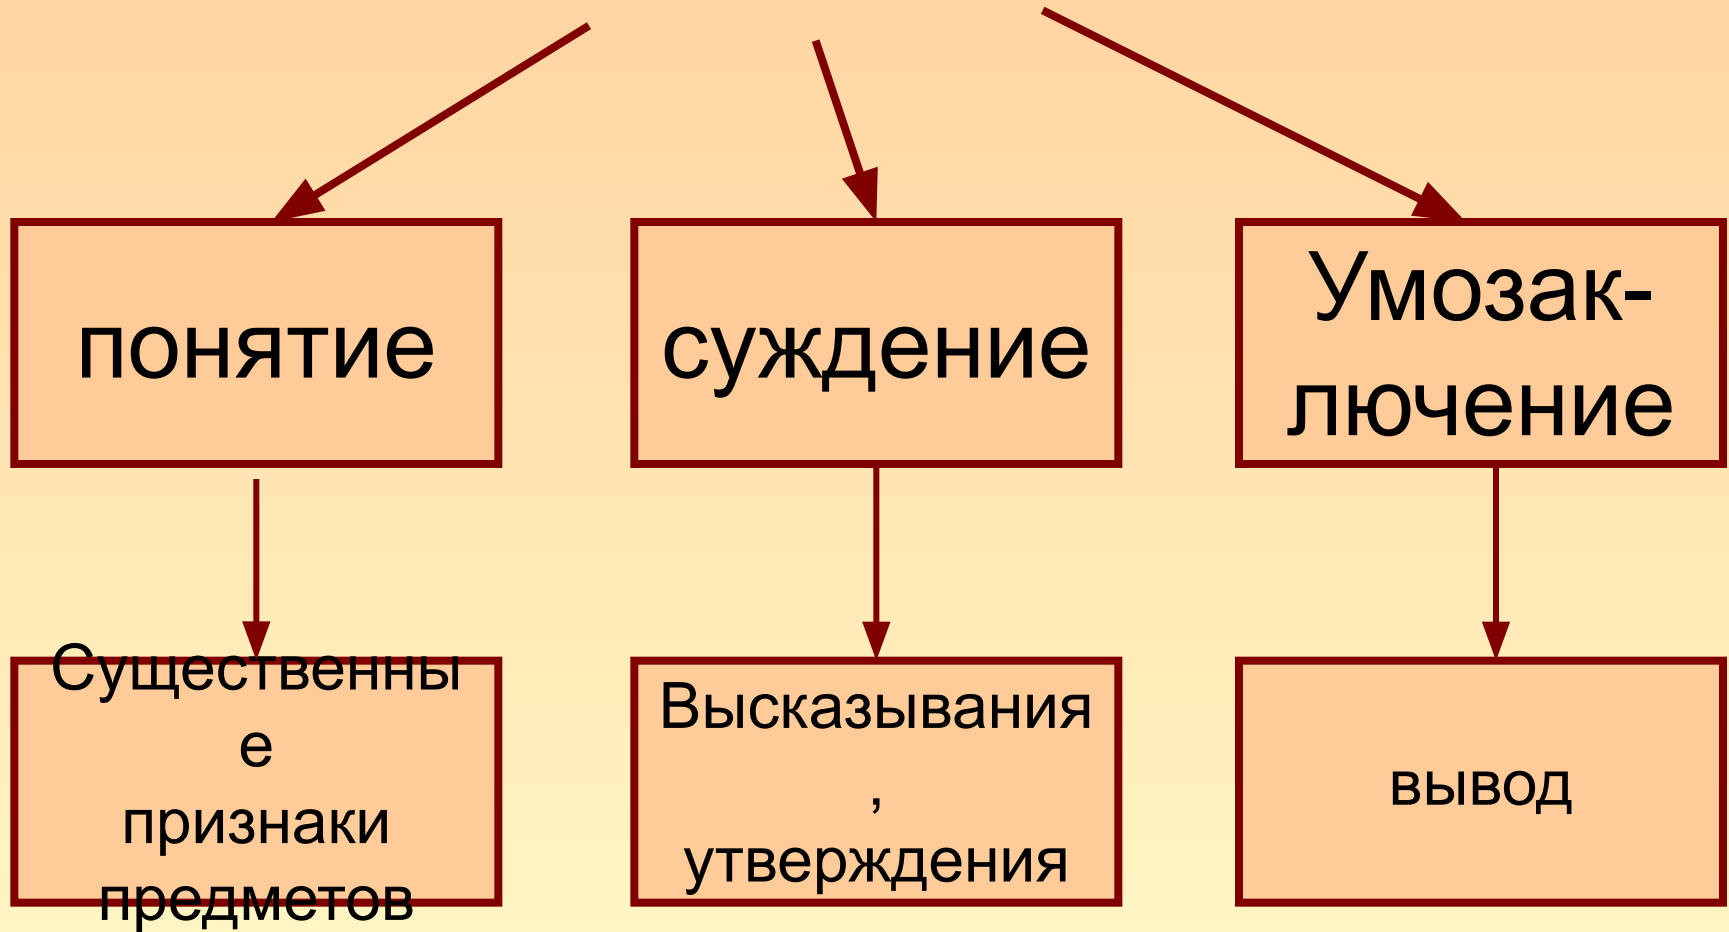 понятие
суждение
Умозак-
лючение
Существенны
е
признаки
предметов
Высказывания
,
утверждения
вывод